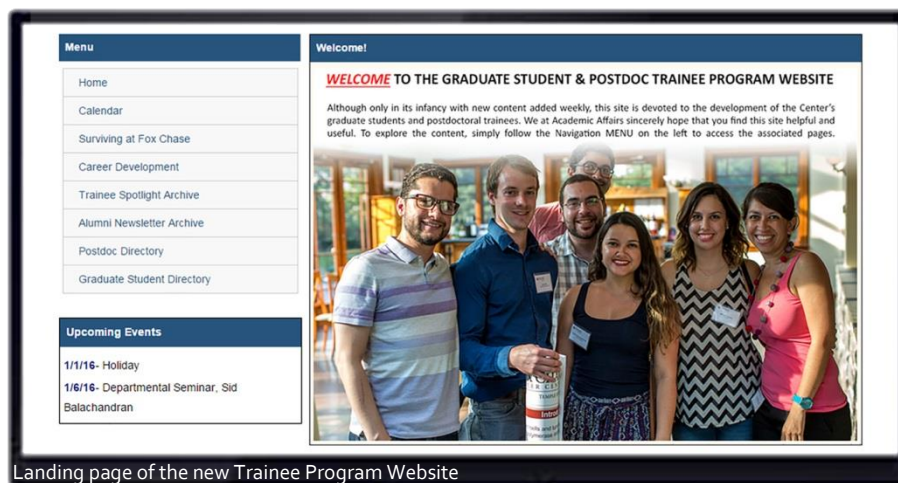 Menu
Home
Calendar
Surviving at Fox Chase
Career Development
Trainee Spotlight Archive
Alumni Newsletter Archive
Postdoc Directory
Graduate Student Directory
Upcoming Events
1/1/16- Holiday
1/6/16- Departmental Seminar, Sid
Balachandran
Welcome!
WELCOME TO THE GRADUATE STUDENT & POSTDOC TRAINEE PROGRAM WEBSITE
Although only in its infancy with new content added weekly, this site is devoted to the development of the Center's
graduate students and postdoctoral trainees. We at Academic Affairs sincerely hope that you find this site helpful and
useful. To explore the content, simply follow the Navigation MENU on the left to access the associated pages.
Landing page of the new Trainee Program Website